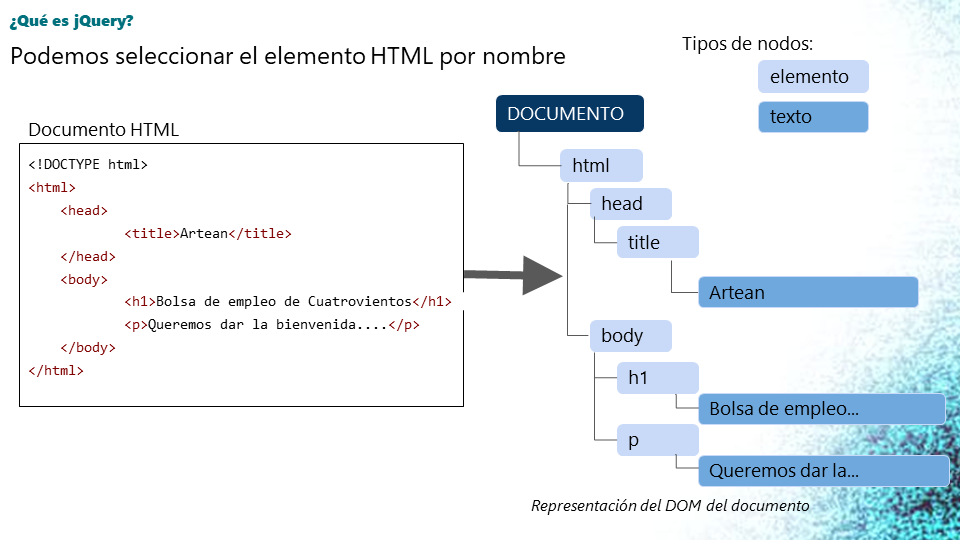 ¿Qué es jQuery?
Podemos seleccionar el elemento HTML por nombre
Tipos de nodos:
elemento
texto
Documento HTML
<!DOCTYPE html>
<html>
<head>
<title>Artean</title>
</head>
<body>
<h1>Bolsa de empleo de Cuatrovientos</h1>
<p>Queremos dar la bienvenida....</p>
</body>
</html>
DOCUMENTO
html
head
title
Artean
body
h1
Bolsa de empleo...
p
Queremos dar la...
Representación del DOM del documento